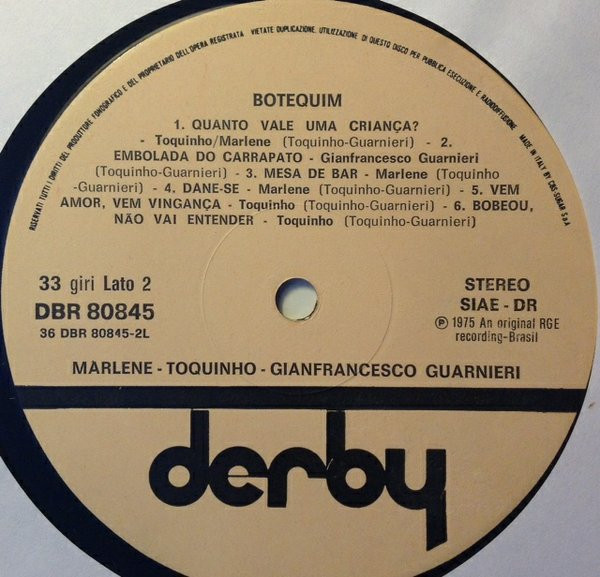 RISERVATI TUTTI I DIRITTI DEL PRODUTTORE FONOGRAFICO E DEL PROPRIETARIO DELL'OPERA REGISTRATA   VIETATE DUPLICAZIONE, UTILIZZAZIONE DI QUESTO DISCO PER PUBBLICA ESECUZIONE E RADIODIFFUSIONE   MADE IN ITALY BY CBS-SUGAR S.p.A
BOTEQUIM
1. QUANTO VALE UMA CRIANÇA?
- Toquinho/Marlene (Toquinho-Guarnieri) - 2.
EMBOLADA DO CARRAPATO - Gianfrancesco Guarnieri
(Toquinho-Guarnieri) - 3. MESA DE BAR - Marlene (Toquinho
-Guarnieri) - 4. DANE-SE - Marlene (Toquinho-Guarnieri) - 5. VEM
AMOR, VEM VINGANÇA - Toquinho (Toquinho-Guarnieri) - 6. BOBEOU,
NÃO VAI ENTENDER - Toquinho (Toquinho-Guarnieri)
33 giri Lato 2
DBR 80845
36 DBR 80845-2L
STEREO
SIAE - DR
℗ 1975 An original RGE
recording-Brasil
MARLENE - TOQUINHO - GIANFRANCESCO GUARNIERI
derby